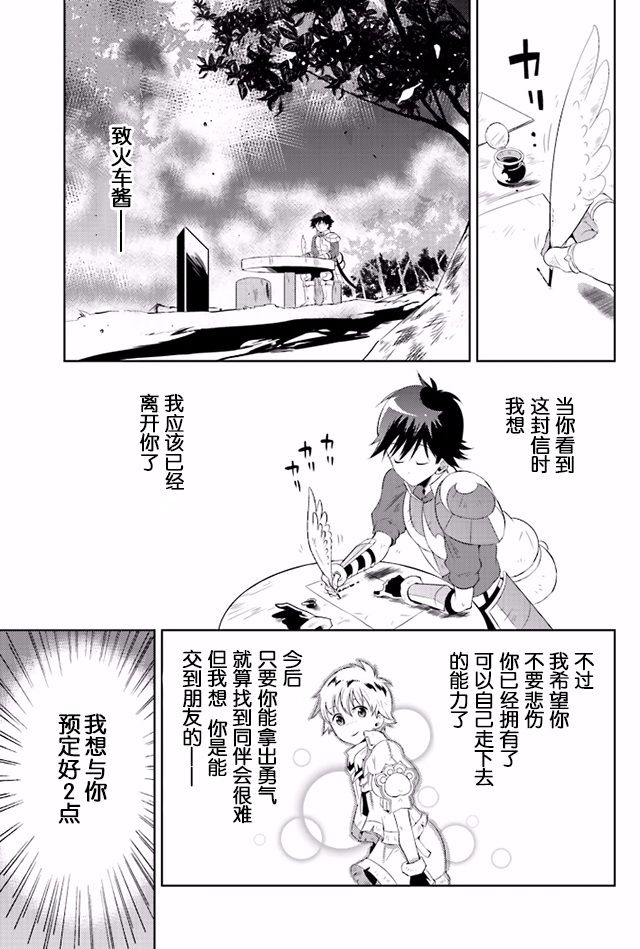 カリ
カリ
致火车酱——
当你看到
这封信时
我想
我应该已经
离开你了
不过
我希望你
不要悲伤
你已经拥有了
可以自己走下去
的能力了
今后
只要你能拿出勇气
就算找到同伴会很难
但我想 你是能
交到朋友的——
我想与你
预定好2点